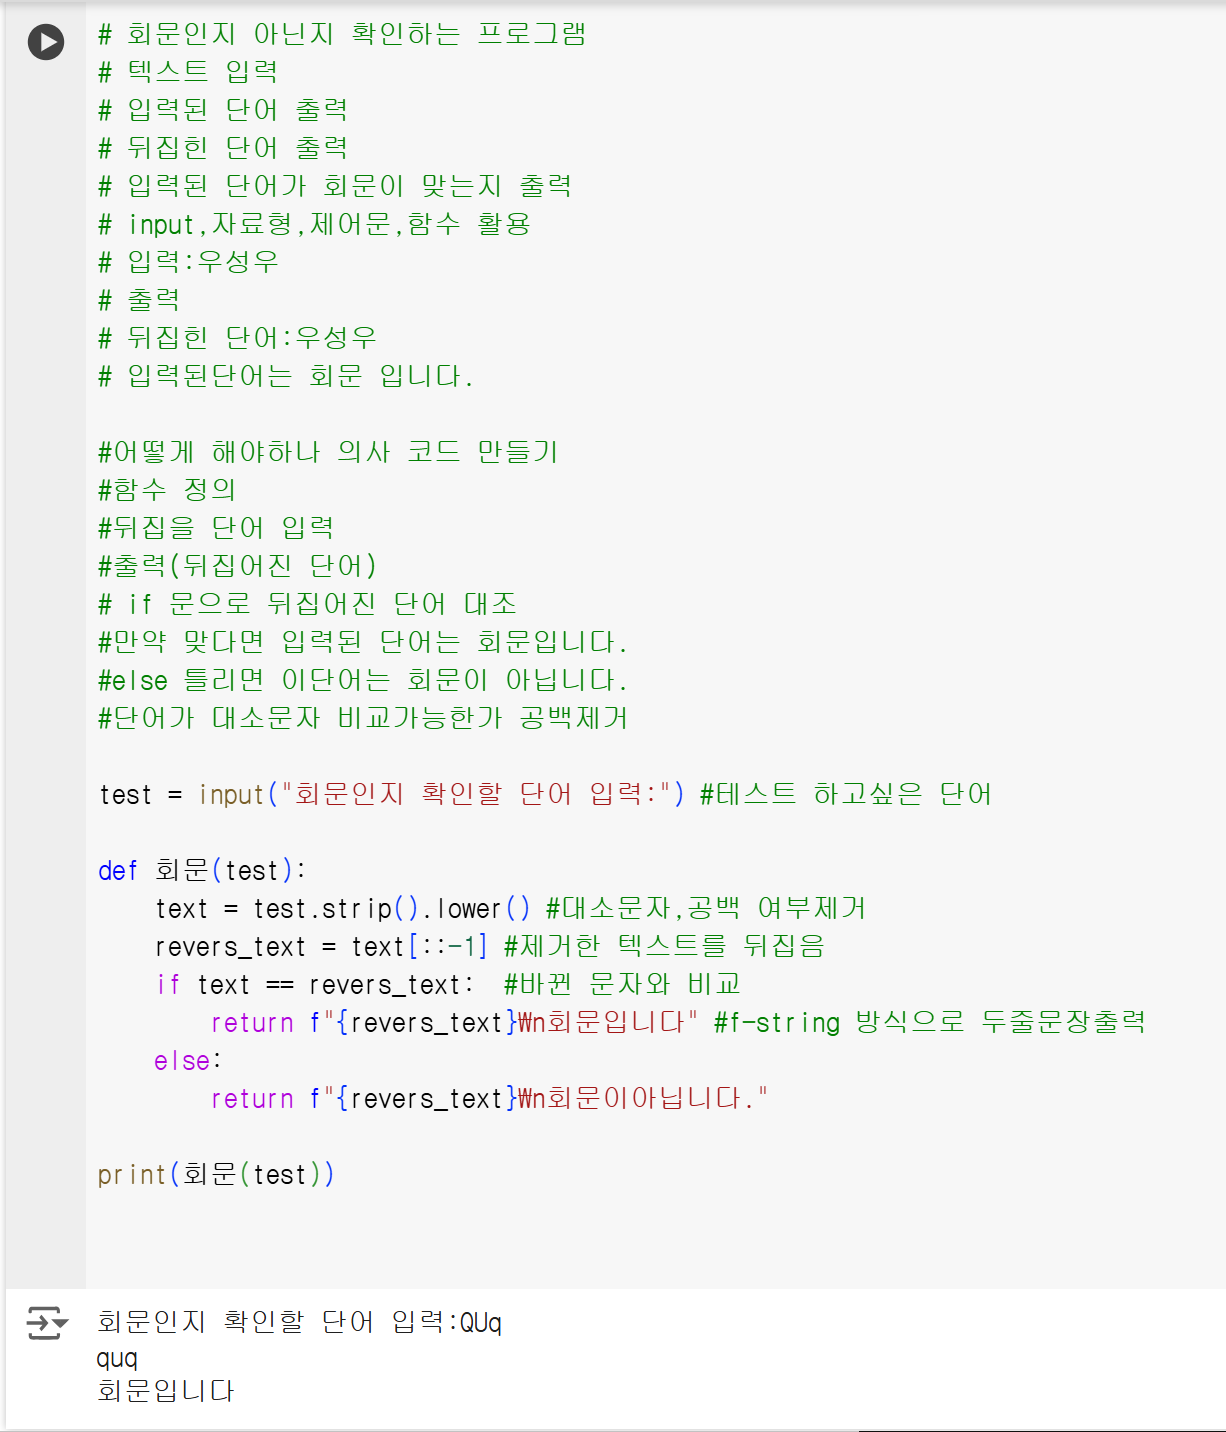 # 회문인지 아닌지 확인하는 프로그램
# 텍스트 입력
# 입력된 단어 출력
# 뒤집힌 단어 출력
# 입력된 단어가 회문이 맞는지 출력
# input,자료형,제어문,함수 활용
# 입력:우성우
# 출력
# 뒤집힌 단어:우성우
# 입력된단어는 회문 입니다.
#어떻게 해야하나 의사 코드 만들기
#함수 정의
#뒤집을 단어 입력
#출력(뒤집어진 단어)
# if 문으로 뒤집어진 단어 대조
#만약 맞다면 입력된 단어는 회문입니다.
#else 틀리면 이단어는 회문이 아닙니다.
#단어가 대소문자 비교가능한가 공백제거
test = input("회문인지 확인할 단어 입력:") #테스트 하고싶은 단어
def 회문(test):
    text = test.strip().lower() #대소문자,공백 여부제거
    revers_text = text[::-1] #제거한 텍스트를 뒤집음
    if text == revers_text:  #바뀐 문자와 비교
        return f"{revers_text}₩n회문입니다" #f-string 방식으로 두줄문장출력
    else:
        return f"{revers_text}₩n회문이아닙니다."
print(회문(test))
회문인지 확인할 단어 입력:QUq
quq
회문입니다